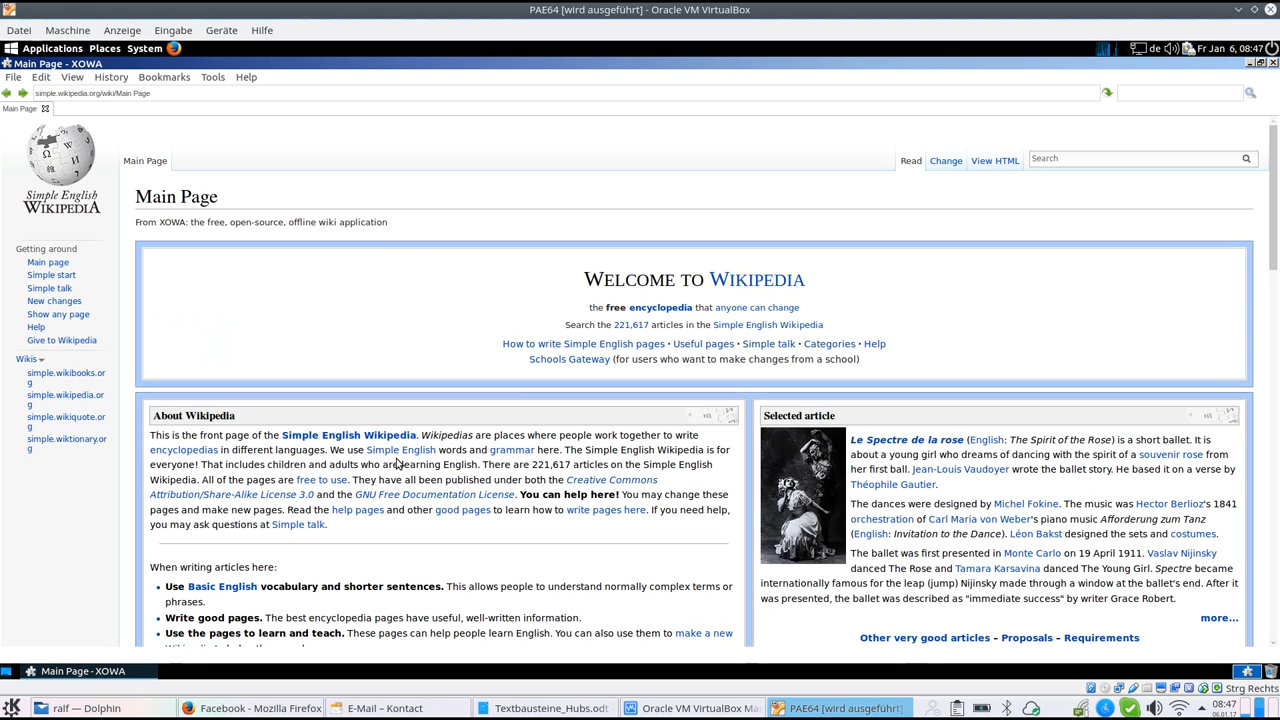 PAE64 [wird ausgeführt] - Oracle VM VirtualBox
Datei Maschine Anzeige Eingabe Geräte Hilfe
Applications Places System de Fr Jan 6, 08:47
Main Page - XOWA
File Edit View History Bookmarks Tools Help
simple.wikipedia.org/wiki/Main Page
Main Page
Main Page Read Change View HTML Search
Simple English
WIKIPEDIA
Main Page
From XOWA: the free, open-source, offline wiki application
Getting around
Main page
Simple start
Simple talk
New changes
Show any page
Help
Give to Wikipedia
Wikis
simple.wikibooks.or
g
simple.wikipedia.or
g
simple.wikiquote.or
g
simple.wiktionary.or
g
WELCOME TO WIKIPEDIA
the free encyclopedia that anyone can change
Search the 221,617 articles in the Simple English Wikipedia
How to write Simple English pages · Useful pages · Simple talk · Categories · Help
Schools Gateway (for users who want to make changes from a school)
About Wikipedia
This is the front page of the Simple English Wikipedia. Wikipedias are places where people work together to write
encyclopedias in different languages. We use Simple English words and grammar here. The Simple English Wikipedia is for
everyone! That includes children and adults who are learning English. There are 221,617 articles on the Simple English
Wikipedia. All of the pages are free to use. They have all been published under both the Creative Commons
Attribution/Share-Alike License 3.0 and the GNU Free Documentation License. You can help here! You may change these
pages and make new pages. Read the help pages and other good pages to learn how to write pages here. If you need help,
you may ask questions at Simple talk.
When writing articles here:
• Use Basic English vocabulary and shorter sentences. This allows people to understand normally complex terms or
phrases.
• Write good pages. The best encyclopedia pages have useful, well-written information.
• Use the pages to learn and teach. These pages can help people learn English. You can also use them to make a new
Selected article
Le Spectre de la rose (English: The Spirit of the Rose) is a short ballet. It is
about a young girl who dreams of dancing with the spirit of a souvenir rose from
her first ball. Jean-Louis Vaudoyer wrote the ballet story. He based it on a verse by
Théophile Gautier.
The dances were designed by Michel Fokine. The music was Hector Berlioz's 1841
orchestration of Carl Maria von Weber's piano music Afforderung zum Tanz
(English: Invitation to the Dance). Léon Bakst designed the sets and costumes.
The ballet was first presented in Monte Carlo on 19 April 1911. Vaslav Nijinsky
danced The Rose and Tamara Karsavina danced The Young Girl. Spectre became
internationally famous for the leap (jump) Nijinsky made through a window at the ballet's end. After it
was presented, the ballet was described as "immediate success" by writer Grace Robert.
more...
Other very good articles – Proposals – Requirements
Main Page - XOWA
Strg Rechts
ralf — Dolphin Facebook - Mozilla Firefox E-Mail – Kontact Textbausteine_Hubs.odt Oracle VM VirtualBox Ma PAE64 [wird ausgeführt] 08:47
06.01.17